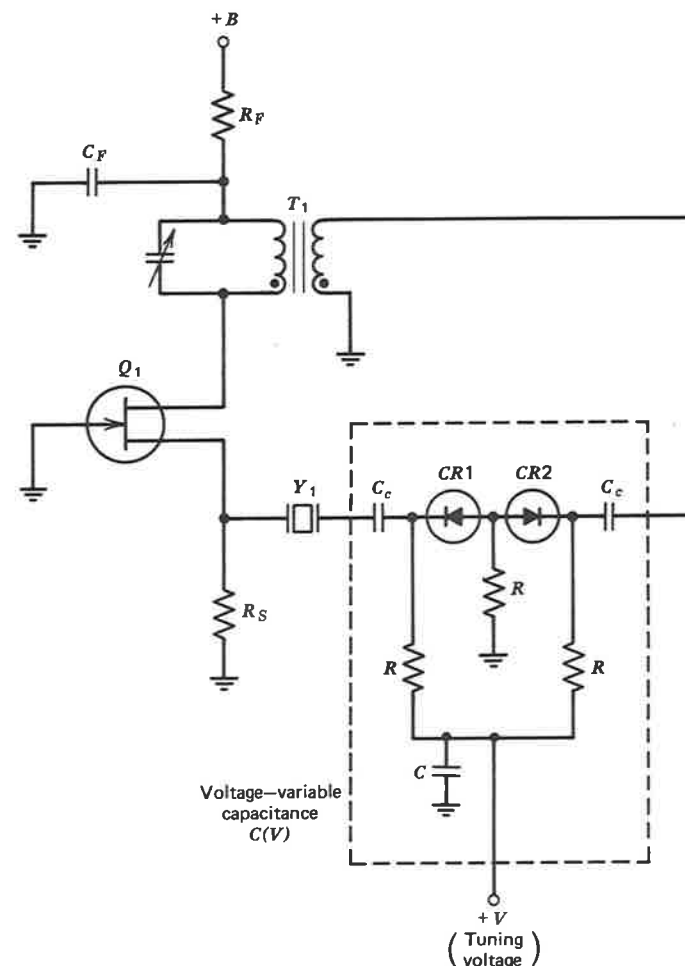 +B
R_F
C_F
T_1
Q_1
Y_1
C_c
CR1
CR2
C_c
R
R_S
R
R
C
Voltage—variable
capacitance
C(V)
+V
(Tuning
voltage)